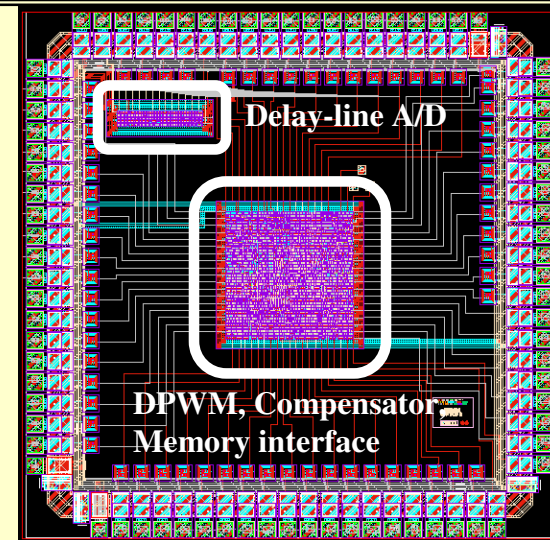 Delay-line A/D
DPWM, Compensator
Memory interface